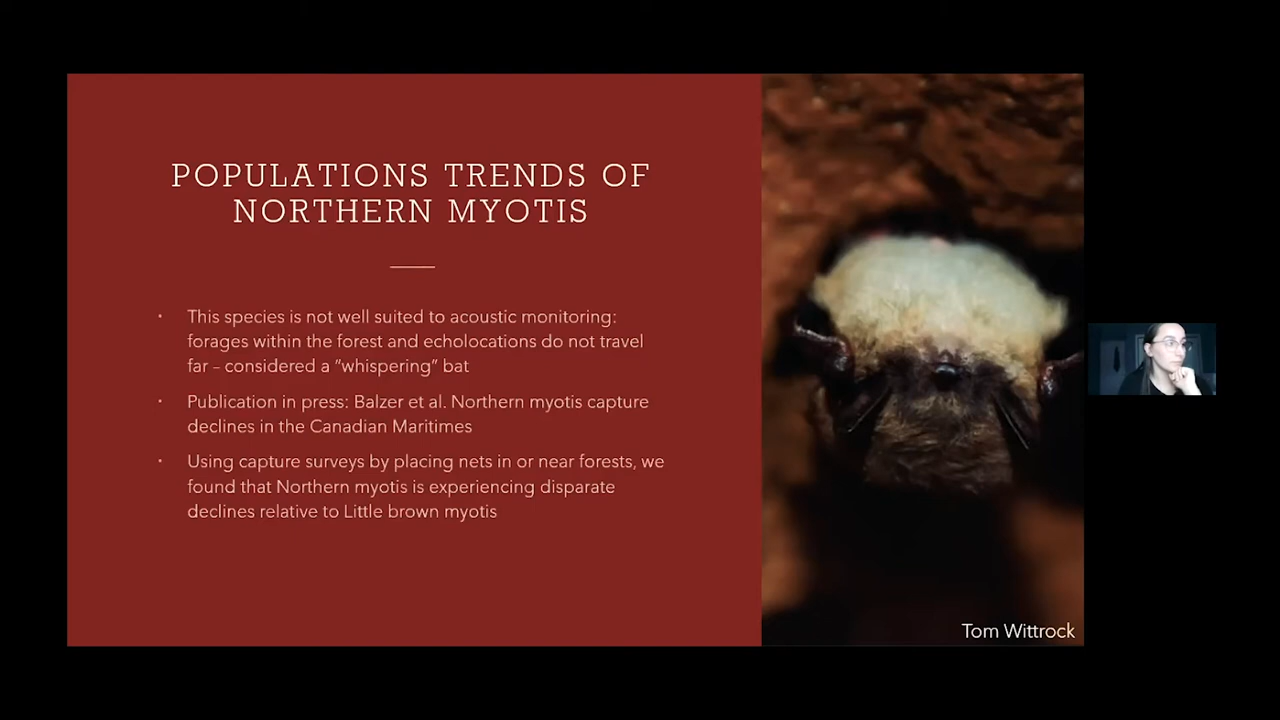 POPULATIONS TRENDS OF
NORTHERN MYOTIS
· This species is not well suited to acoustic monitoring:
forages within the forest and echolocations do not travel
far – considered a "whispering" bat
· Publication in press: Balzer et al. Northern myotis capture
declines in the Canadian Maritimes
· Using capture surveys by placing nets in or near forests, we
found that Northern myotis is experiencing disparate
declines relative to Little brown myotis
Tom Wittrock